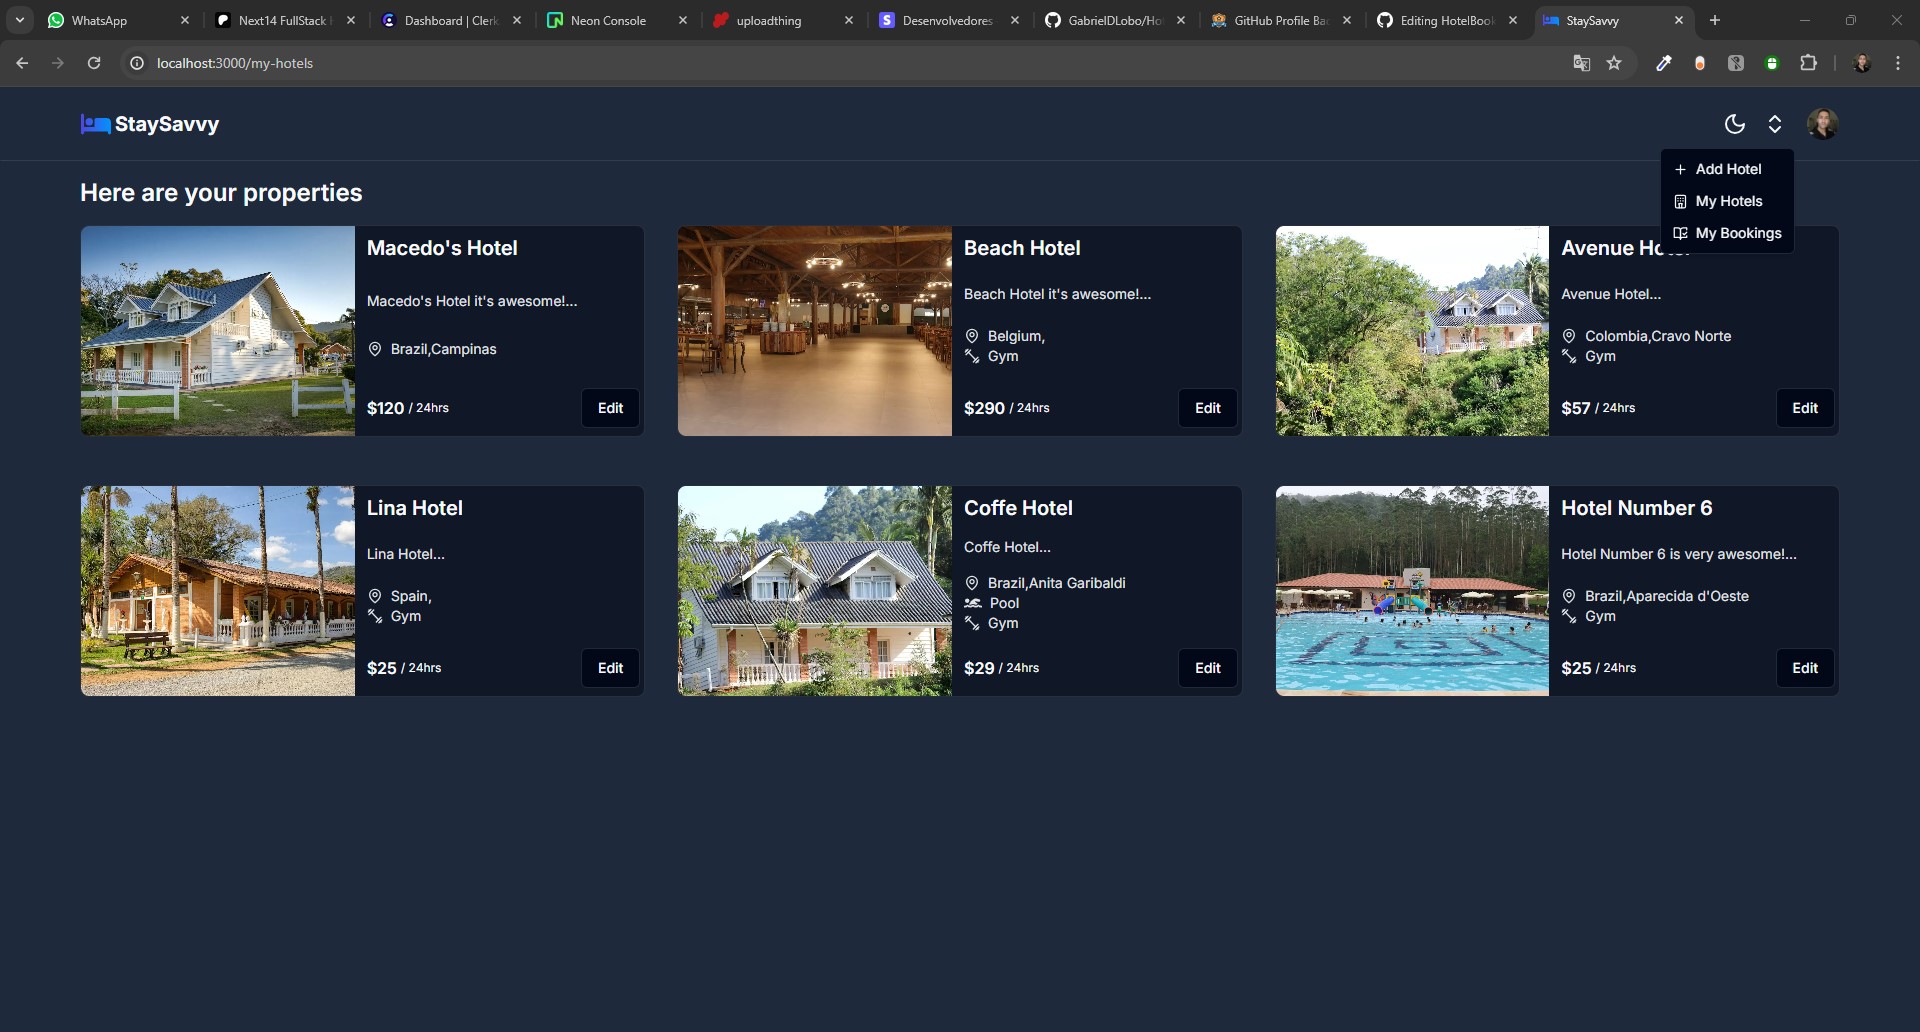 WhatsApp
Next14 FullStack
Dashboard | Clerk
Neon Console
uploadthing
Desenvolvedores
GabrielDLobo/Ho
GitHub Profile Ba
Editing HotelBook
StaySavvy
localhost:3000/my-hotels
StaySavvy
Add Hotel
My Hotels
My Bookings
Here are your properties
Macedo's Hotel
Macedo's Hotel it's awesome!...
Brazil,Campinas
$120 / 24hrs
Edit
Beach Hotel
Beach Hotel it's awesome!...
Belgium,
Gym
$290 / 24hrs
Edit
Avenue Hotel
Avenue Hotel...
Colombia,Cravo Norte
Gym
$57 / 24hrs
Edit
Lina Hotel
Lina Hotel...
Spain,
Gym
$25 / 24hrs
Edit
Coffe Hotel
Coffe Hotel...
Brazil,Anita Garibaldi
Pool
Gym
$29 / 24hrs
Edit
Hotel Number 6
Hotel Number 6 is very awesome!...
Brazil,Aparecida d'Oeste
Gym
$25 / 24hrs
Edit